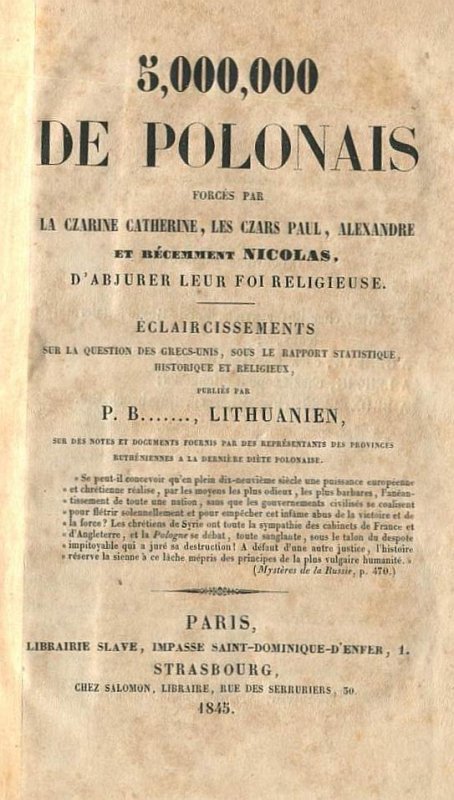 5,000,000
DE POLONAIS
FORCÉS PAR
LA CZARINE CATHERINE, LES CZARS PAUL, ALEXANDRE
ET RÉCEMMENT NICOLAS,
D'ABJURER LEUR FOI RELIGIEUSE.
ÉCLAIRCISSEMENTS
SUR LA QUESTION DES GRECS-UNIS, SOUS LE RAPPORT STATISTIQUE,
HISTORIQUE ET RELIGIEUX,
PUBLIÉS PAR
P. B......., LITHUANIEN,
SUR DES NOTES ET DOCUMENTS FOURNIS PAR DES REPRÉSENTANTS DES PROVINCES
RUTHÉNIENNES A LA DERNIÈRE DIÈTE POLONAISE.
« Se peut-il concevoir qu'en plein dix-neuvième siècle une puissance européenne
« et chrétienne réalise, par les moyens les plus odieux, les plus barbares, l'anéan-
« tissement de toute une nation, sans que les gouvernements civilisés se coalisent
« pour flétrir solennellement et pour empêcher cet infâme abus de la victoire et de
« la force? Les chrétiens de Syrie ont toute la sympathie des cabinets de France et
« d'Angleterre, et la Pologne se débat, toute sanglante, sous le talon du despote
« impitoyable qui a juré sa destruction! A défaut d'une autre justice, l'histoire
« réserve la sienne à ce lâche mépris des principes de la plus vulgaire humanité. »
(Mystères de la Russie, p. 470.)
PARIS,
LIBRAIRIE SLAVE, IMPASSE SAINT-DOMINIQUE-D'ENFER, 1.
STRASBOURG,
CHEZ SALOMON, LIBRAIRE, RUE DES SERRURIERS, 30.
1845.